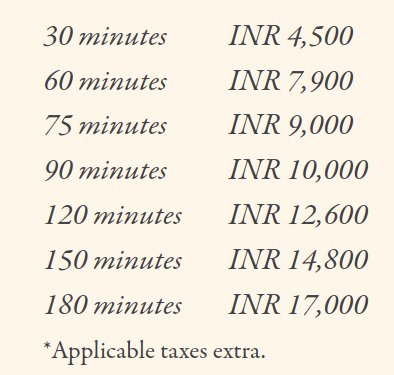 30 minutes INR 4,500
60 minutes INR 7,900
75 minutes INR 9,000
90 minutes INR 10,000
120 minutes INR 12,600
150 minutes INR 14,800
180 minutes INR 17,000
*Applicable taxes extra.